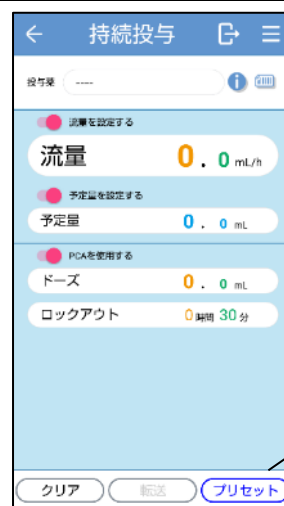 持続投与
投与薬 ----
流量を設定する
流量 0.0 mL/h
予定量を設定する
予定量 0.0 mL
PCAを使用する
ドーズ 0.0 mL
ロックアウト 0時間 30分
クリア 転送 プリセット